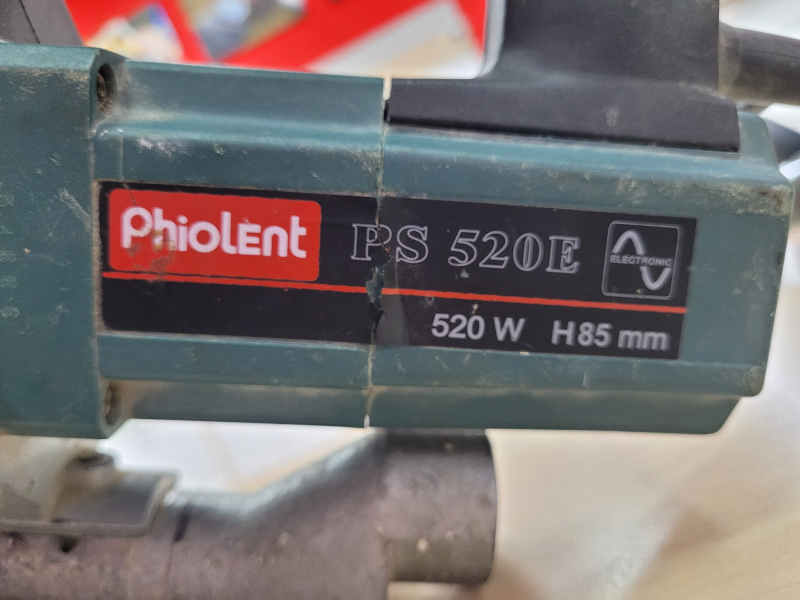 Phiolent
PS 520E
ELECTRONIC
520 W H85 mm